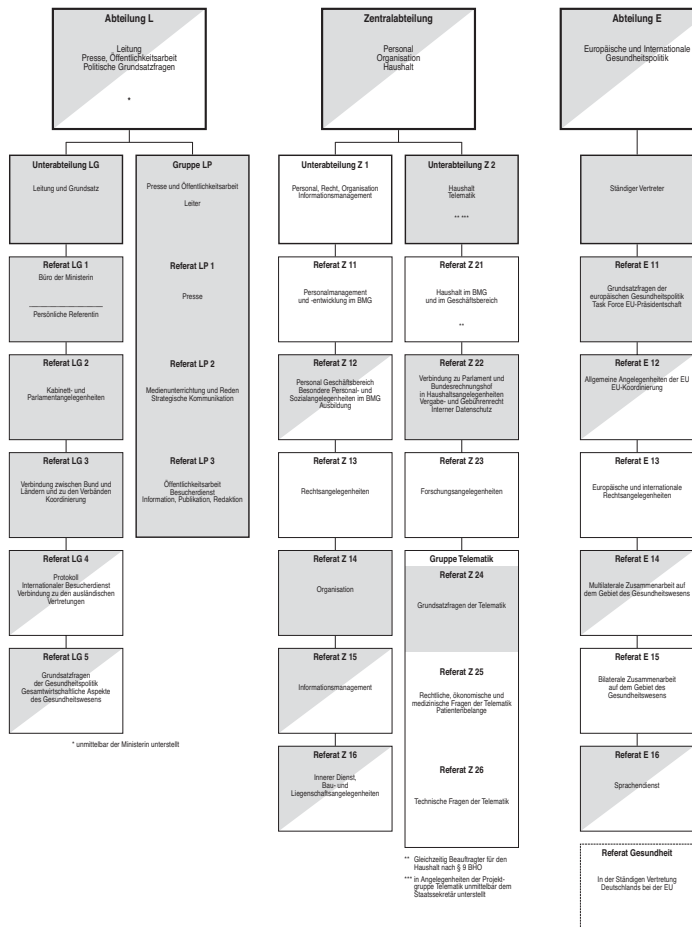 Abteilung L
Leitung
Presse, Öffentlichkeitsarbeit
Politische Grundsatzfragen
*
Unterabteilung LG
Leitung und Grundsatz
Referat LG 1
Büro der Ministerin
Persönliche Referentin
Referat LG 2
Kabinett- und
Parlamentangelegenheiten
Referat LG 3
Verbindung zwischen Bund und
Ländern und zu den Verbänden
Koordinierung
Referat LG 4
Protokoll
Internationaler Besucherdienst
Verbindung zu den ausländischen
Vertretungen
Referat LG 5
Grundsatzfragen
der Gesundheitspolitik
Gesamtwirtschaftliche Aspekte
des Gesundheitswesens
Gruppe LP
Presse und Öffentlichkeitsarbeit
Leiter
Referat LP 1
Presse
Referat LP 2
Medienunterrichtung und Reden
Strategische Kommunikation
Referat LP 3
Öffentlichkeitsarbeit
Besucherdienst
Information, Publikation, Redaktion
* unmittelbar der Ministerin unterstellt
Zentralabteilung
Personal
Organisation
Haushalt
Unterabteilung Z 1
Personal, Recht, Organisation
Informationsmanagement
Referat Z 11
Personalmanagement
und -entwicklung im BMG
Referat Z 12
Personal Geschäftsbereich
Besondere Personal- und
Sozialangelegenheiten im BMG
Ausbildung
Referat Z 13
Rechtsangelegenheiten
Referat Z 14
Organisation
Referat Z 15
Informationsmanagement
Referat Z 16
Innerer Dienst,
Bau- und
Liegenschaftsangelegenheiten
Unterabteilung Z 2
Haushalt
Telematik
** ***
Referat Z 21
Haushalt im BMG
und im Geschäftsbereich
**
Referat Z 22
Verbindung zu Parlament und
Bundesrechnungshof
in Haushaltsangelegenheiten
Vergabe- und Gebührenrecht
Interner Datenschutz
Referat Z 23
Forschungsangelegenheiten
Gruppe Telematik
Referat Z 24
Grundsatzfragen der Telematik
Referat Z 25
Rechtliche, ökonomische und
medizinische Fragen der Telematik
Patientenbelange
Referat Z 26
Technische Fragen der Telematik
** Gleichzeitig Beauftragter für den
Haushalt nach § 9 BHO
*** in Angelegenheiten der Projekt-
gruppe Telematik unmittelbar dem
Staatssekretär unterstellt
Abteilung E
Europäische und Internationale
Gesundheitspolitik
Ständiger Vertreter
Referat E 11
Grundsatzfragen der
europäischen Gesundheitspolitik
Task Force EU-Präsidentschaft
Referat E 12
Allgemeine Angelegenheiten der EU
EU-Koordinierung
Referat E 13
Europäische und internationale
Rechtsangelegenheiten
Referat E 14
Multilaterale Zusammenarbeit auf
dem Gebiet des Gesundheitswesens
Referat E 15
Bilaterale Zusammenarbeit
auf dem Gebiet des
Gesundheitswesens
Referat E 16
Sprachendienst
Referat Gesundheit
In der Ständigen Vertretung
Deutschlands bei der EU